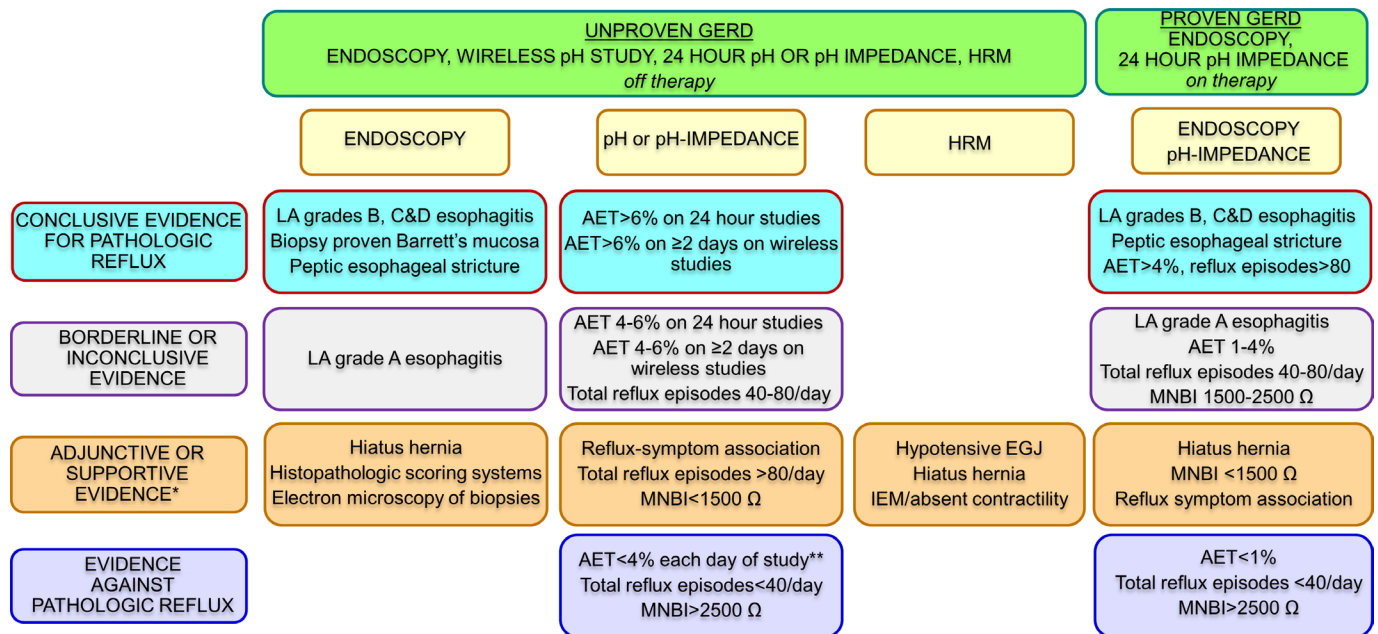 UNPROVEN GERD
ENDOSCOPY, WIRELESS pH STUDY, 24 HOUR pH OR pH IMPEDANCE, HRM
off therapy
PROVEN GERD
ENDOSCOPY,
24 HOUR pH IMPEDANCE
on therapy
ENDOSCOPY
pH or pH-IMPEDANCE
HRM
ENDOSCOPY
pH-IMPEDANCE
CONCLUSIVE EVIDENCE
FOR PATHOLOGIC
REFLUX
LA grades B, C&D esophagitis
Biopsy proven Barrett's mucosa
Peptic esophageal stricture
AET>6% on 24 hour studies
AET>6% on ≥2 days on wireless
studies
LA grades B, C&D esophagitis
Peptic esophageal stricture
AET>4%, reflux episodes>80
BORDERLINE OR
INCONCLUSIVE
EVIDENCE
LA grade A esophagitis
AET 4-6% on 24 hour studies
AET 4-6% on ≥2 days on
wireless studies
Total reflux episodes 40-80/day
LA grade A esophagitis
AET 1-4%
Total reflux episodes 40-80/day
MNBI 1500-2500 Ω
ADJUNCTIVE OR
SUPPORTIVE
EVIDENCE*
Hiatus hernia
Histopathologic scoring systems
Electron microscopy of biopsies
Reflux-symptom association
Total reflux episodes >80/day
MNBI<1500 Ω
Hypotensive EGJ
Hiatus hernia
IEM/absent contractility
Hiatus hernia
MNBI <1500 Ω
Reflux symptom association
EVIDENCE
AGAINST
PATHOLOGIC REFLUX
AET<4% each day of study**
Total reflux episodes<40/day
MNBI>2500 Ω
AET<1%
Total reflux episodes <40/day
MNBI>2500 Ω